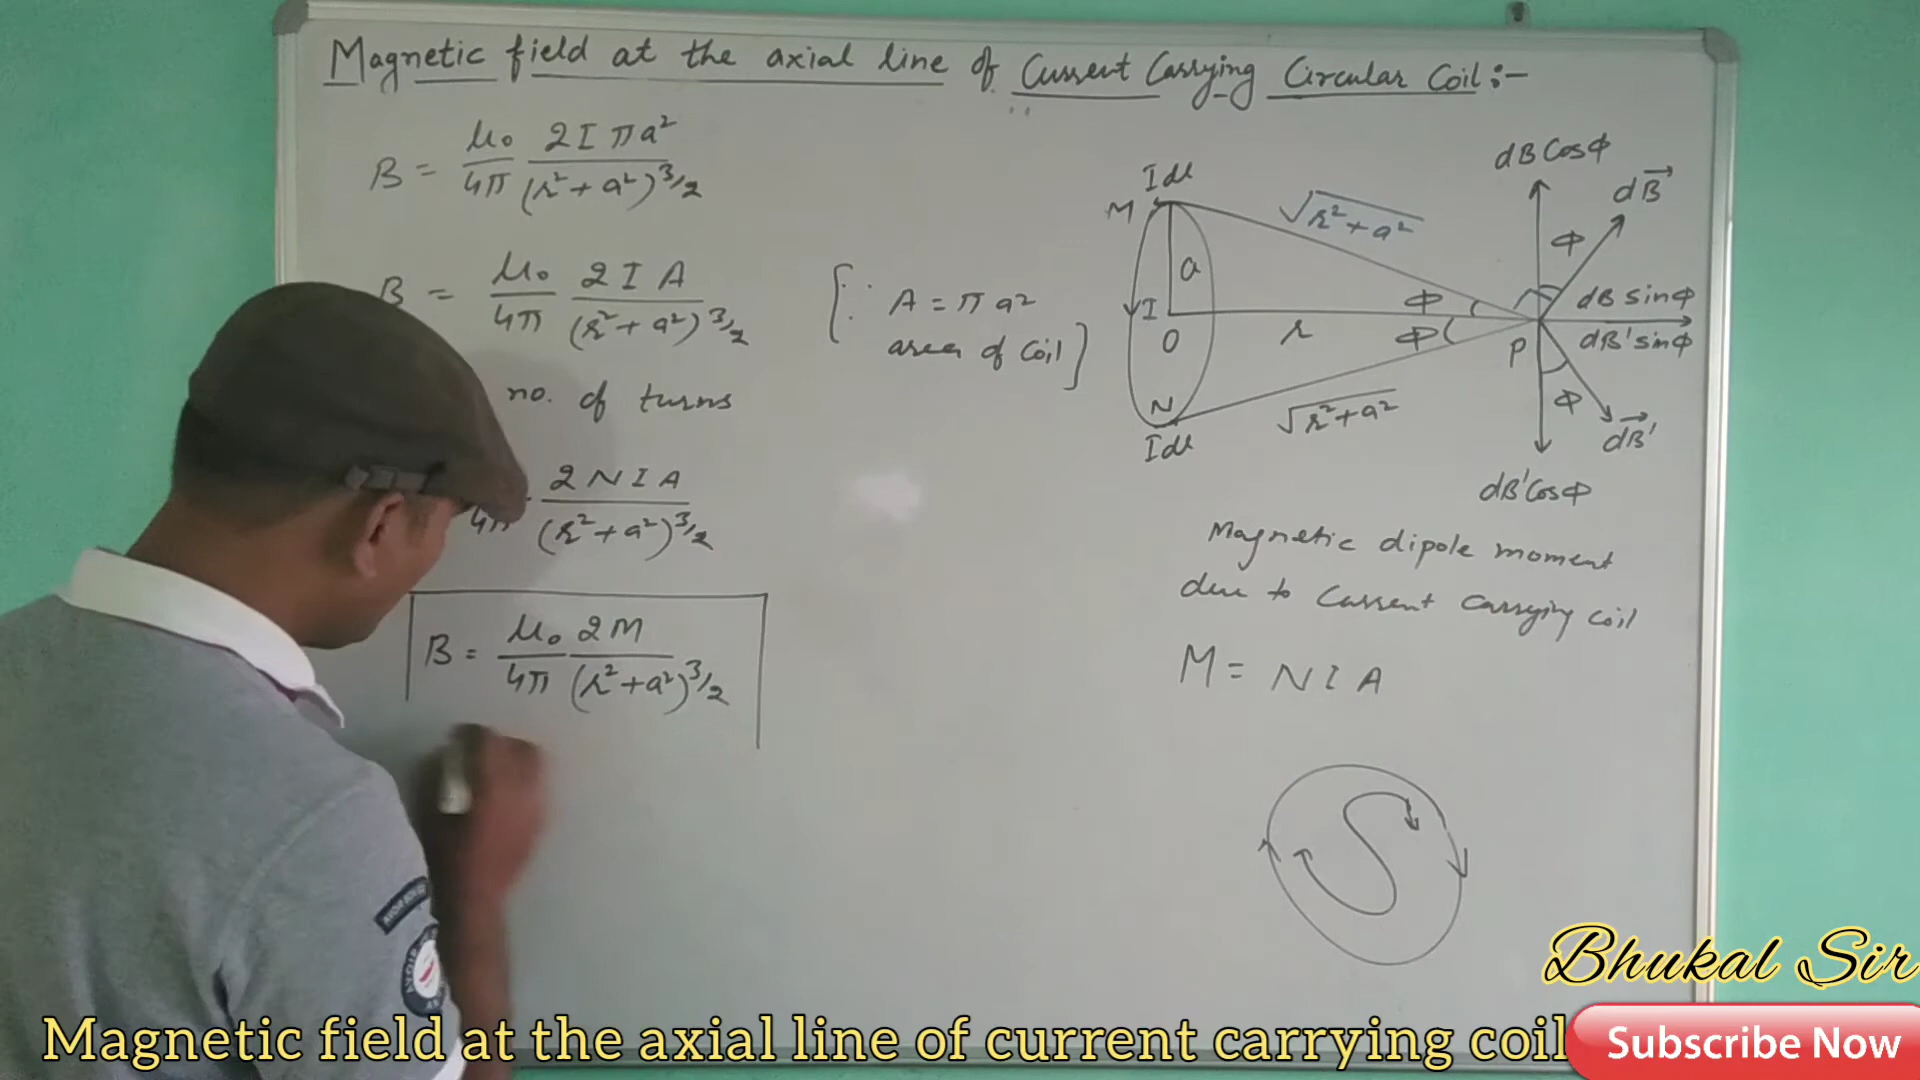 Magnetic field at the axial line of Current Carrying Circular Coil :-
B = μ₀/4π 2Iπa²/(r²+a²)^3/2
B = μ₀/4π 2IA/(r²+a²)^3/2
[∵ A = πa²
area of coil]
no. of turns
4π 2NIA/(r²+a²)^3/2
B = μ₀/4π 2M/(r²+a²)^3/2
Idl
M
√r²+a²
a
I
O
r
Φ
Φ
P
N
Idl
√r²+a²
dB CosΦ
dB⃗
Φ
dB sinΦ
dB' sinΦ
Φ
dB⃗'
dB' CosΦ
Magnetic dipole moment
due to Current carrying coil
M = NIA
S
AVOIR
Bhukal Sir
Magnetic field at the axial line of current carrying coil
Subscribe Now